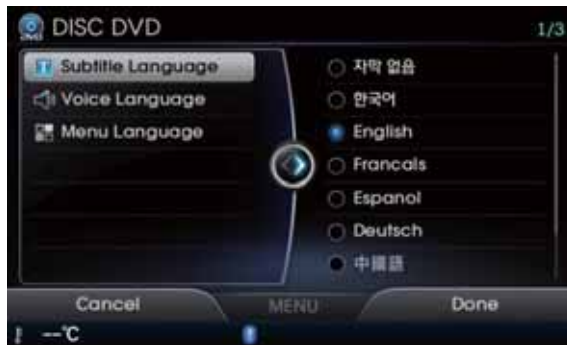 DISC DVD
1/3
Subtitle Language
Voice Language
Menu Language
자막 없음
한국어
English
Francais
Espanol
Deutsch
中國語
Cancel
MENU
Done
--°C